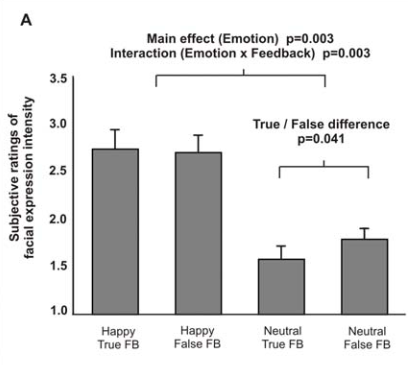 A
Main effect (Emotion) p=0.003
Interaction (Emotion x Feedback) p=0.003
True / False difference
p=0.041
Subjective ratings of
facial expression intensity
3.5
3.0
2.5
2.0
1.5
1.0
Happy
True FB
Happy
False FB
Neutral
True FB
Neutral
False FB